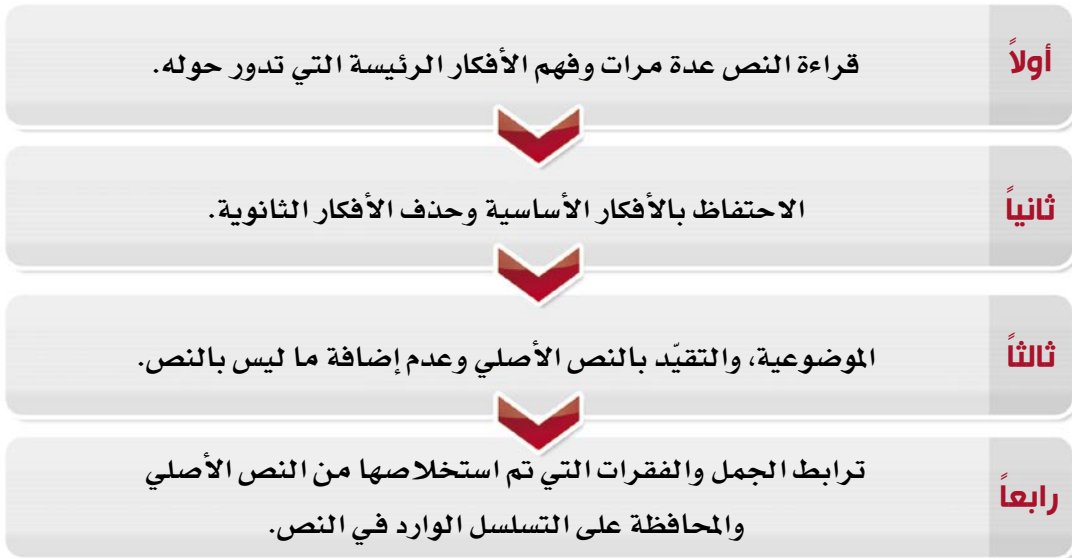 أولاً
قراءة النص عدة مرات وفهم الأفكار الرئيسة التي تدور حوله.
ثانياً
الاحتفاظ بالأفكار الأساسية وحذف الأفكار الثانوية.
ثالثاً
الموضوعية، والتقيّد بالنص الأصلي وعدم إضافة ما ليس بالنص.
رابعاً
ترابط الجمل والفقرات التي تم استخلاصها من النص الأصلي
والمحافظة على التسلسل الوارد في النص.